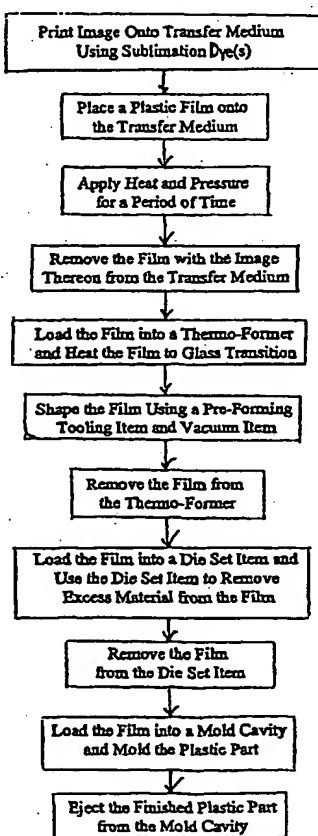 Print Image Onto Transfer Medium
Using Sublimation Dye(s)
Place a Plastic Film onto
the Transfer Medium
Apply Heat and Pressure
for a Period of Time
Remove the Film with the Image
Thereon from the Transfer Medium
Load the Film into a Thermo-Former
and Heat the Film to Glass Transition
Shape the Film Using a Pre-Forming
Tooling Item and Vacuum Item
Remove the Film from
the Thermo-Former
Load the Film into a Die Set Item and
Use the Die Set Item to Remove
Excess Material from the Film
Remove the Film
from the Die Set Item
Load the Film into a Mold Cavity
and Mold the Plastic Part
Eject the Finished Plastic Part
from the Mold Cavity